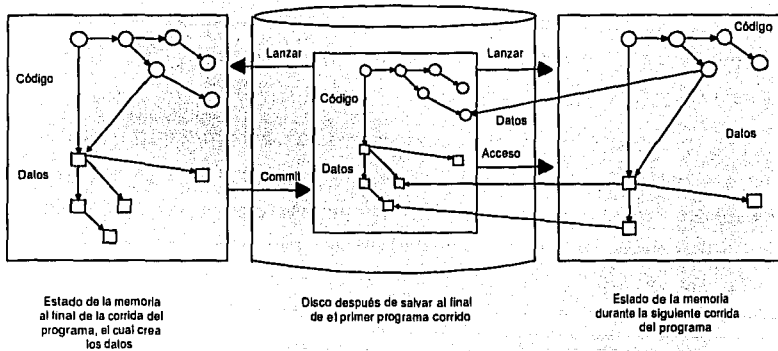 Código
Datos
Lanzar
Commit
Código
Datos
Lanzar
Datos
Acceso
Código
Datos
Estado de la memoria
al final de la corrida del
programa, el cual crea
los datos
Disco después de salvar al final
de el primer programa corrido
Estado de la memoria
durante la siguiente corrida
del programa